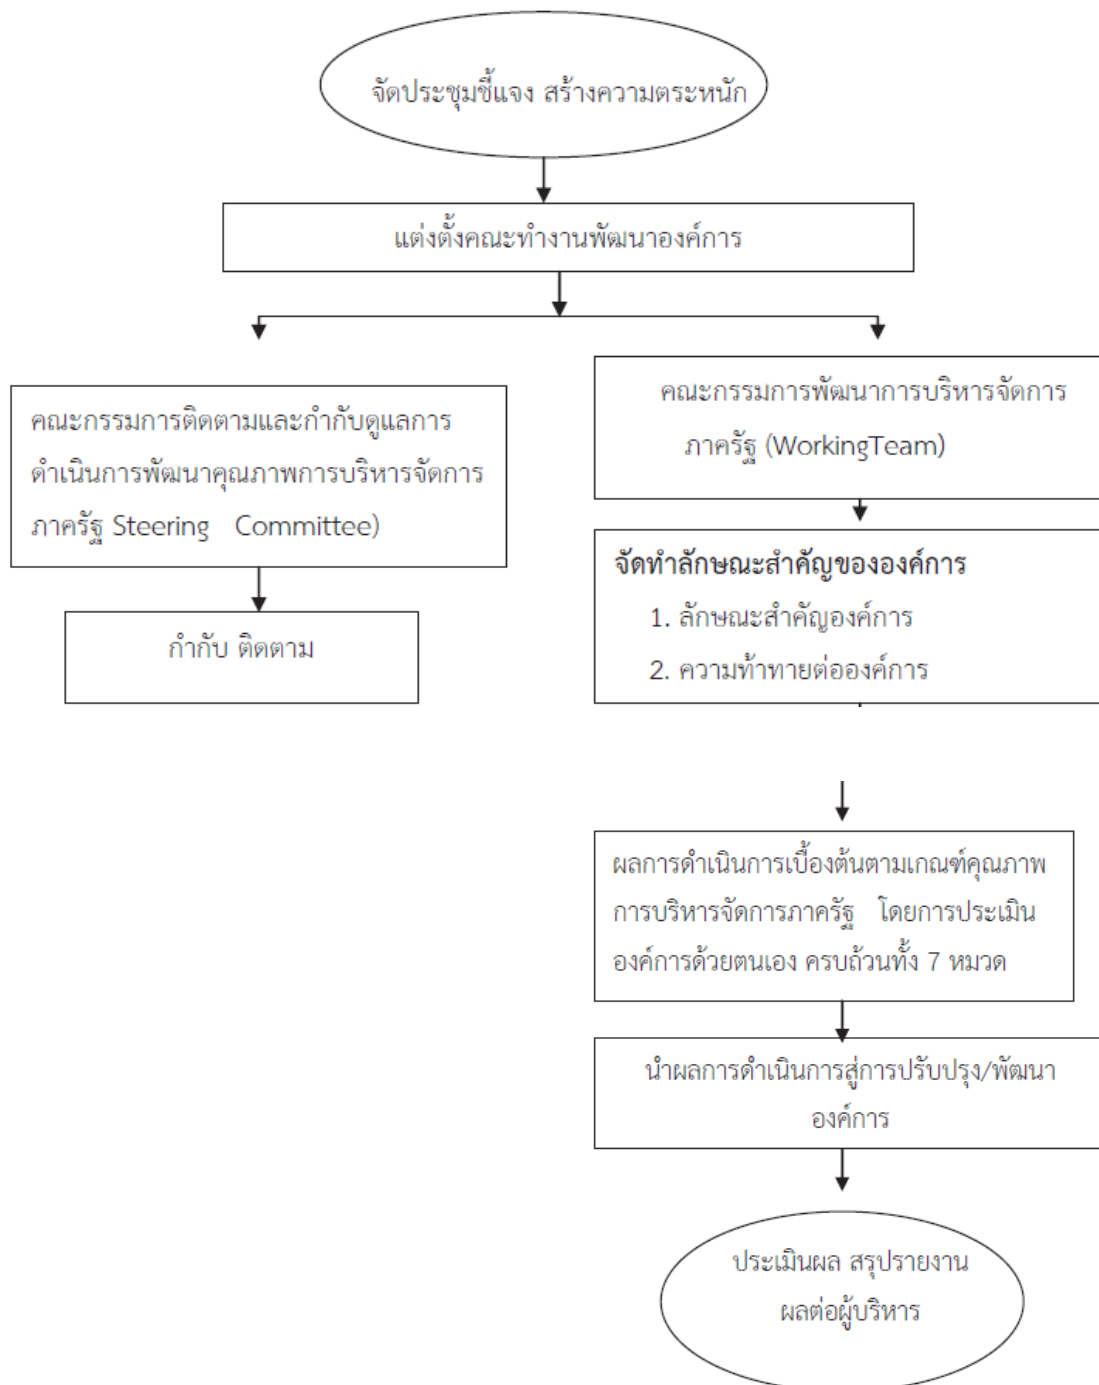 จัดประชุมชี้แจง สร้างความตระหนัก
แต่งตั้งคณะทำงานพัฒนาองค์การ
คณะกรรมการติดตามและกำกับดูแลการ
ดำเนินการพัฒนาคุณภาพการบริหารจัดการ
ภาครัฐ Steering Committee)
กำกับ ติดตาม
คณะกรรมการพัฒนาการบริหารจัดการ
ภาครัฐ (WorkingTeam)
จัดทำลักษณะสำคัญขององค์การ
1. ลักษณะสำคัญองค์การ
2. ความท้าทายต่อองค์การ
ผลการดำเนินการเบื้องต้นตามเกณฑ์คุณภาพ
การบริหารจัดการภาครัฐ โดยการประเมิน
องค์การด้วยตนเอง ครบถ้วนทั้ง 7 หมวด
นำผลการดำเนินการสู่การปรับปรุง/พัฒนา
องค์การ
ประเมินผล สรุปรายงาน
ผลต่อผู้บริหาร